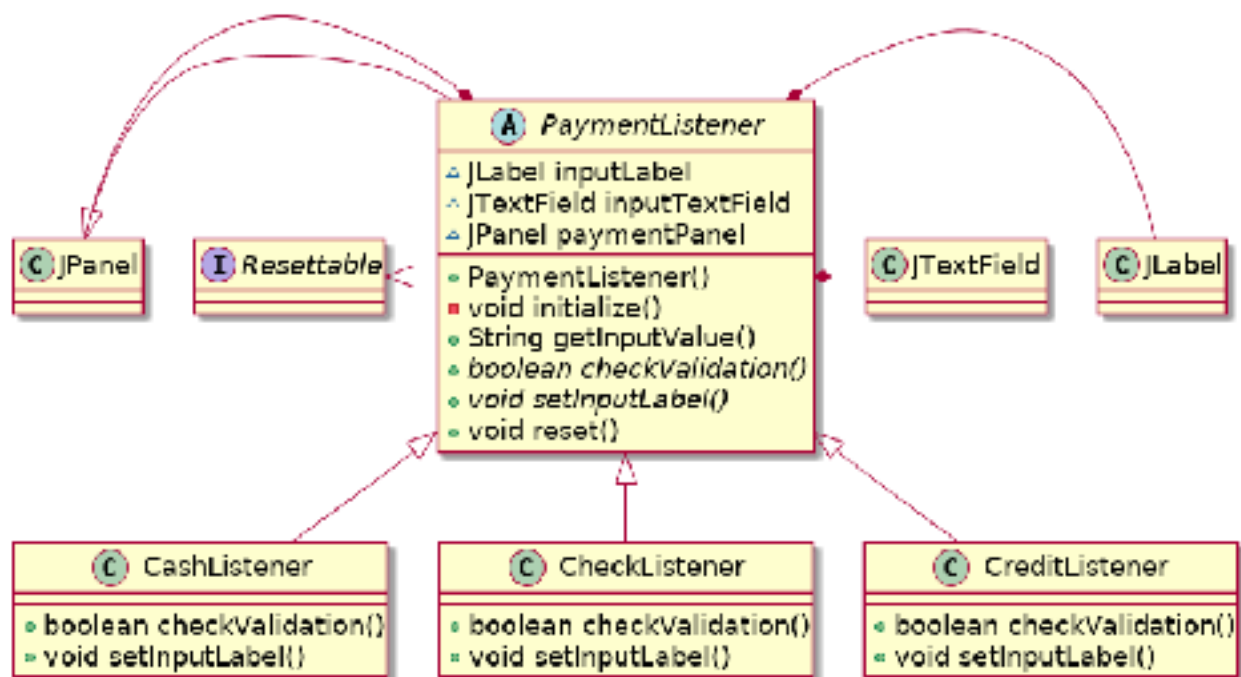 A PaymentListener
JLabel inputLabel
JTextField inputTextField
JPanel paymentPanel
PaymentListener()
void initialize()
String getInputValue()
boolean checkValidation()
void setInputLabel()
void reset()
C JPanel
I Resettable
C JTextField
C JLabel
C CashListener
boolean checkValidation()
void setInputLabel()
C CheckListener
boolean checkValidation()
void setInputLabel()
C CreditListener
boolean checkValidation()
void setInputLabel()